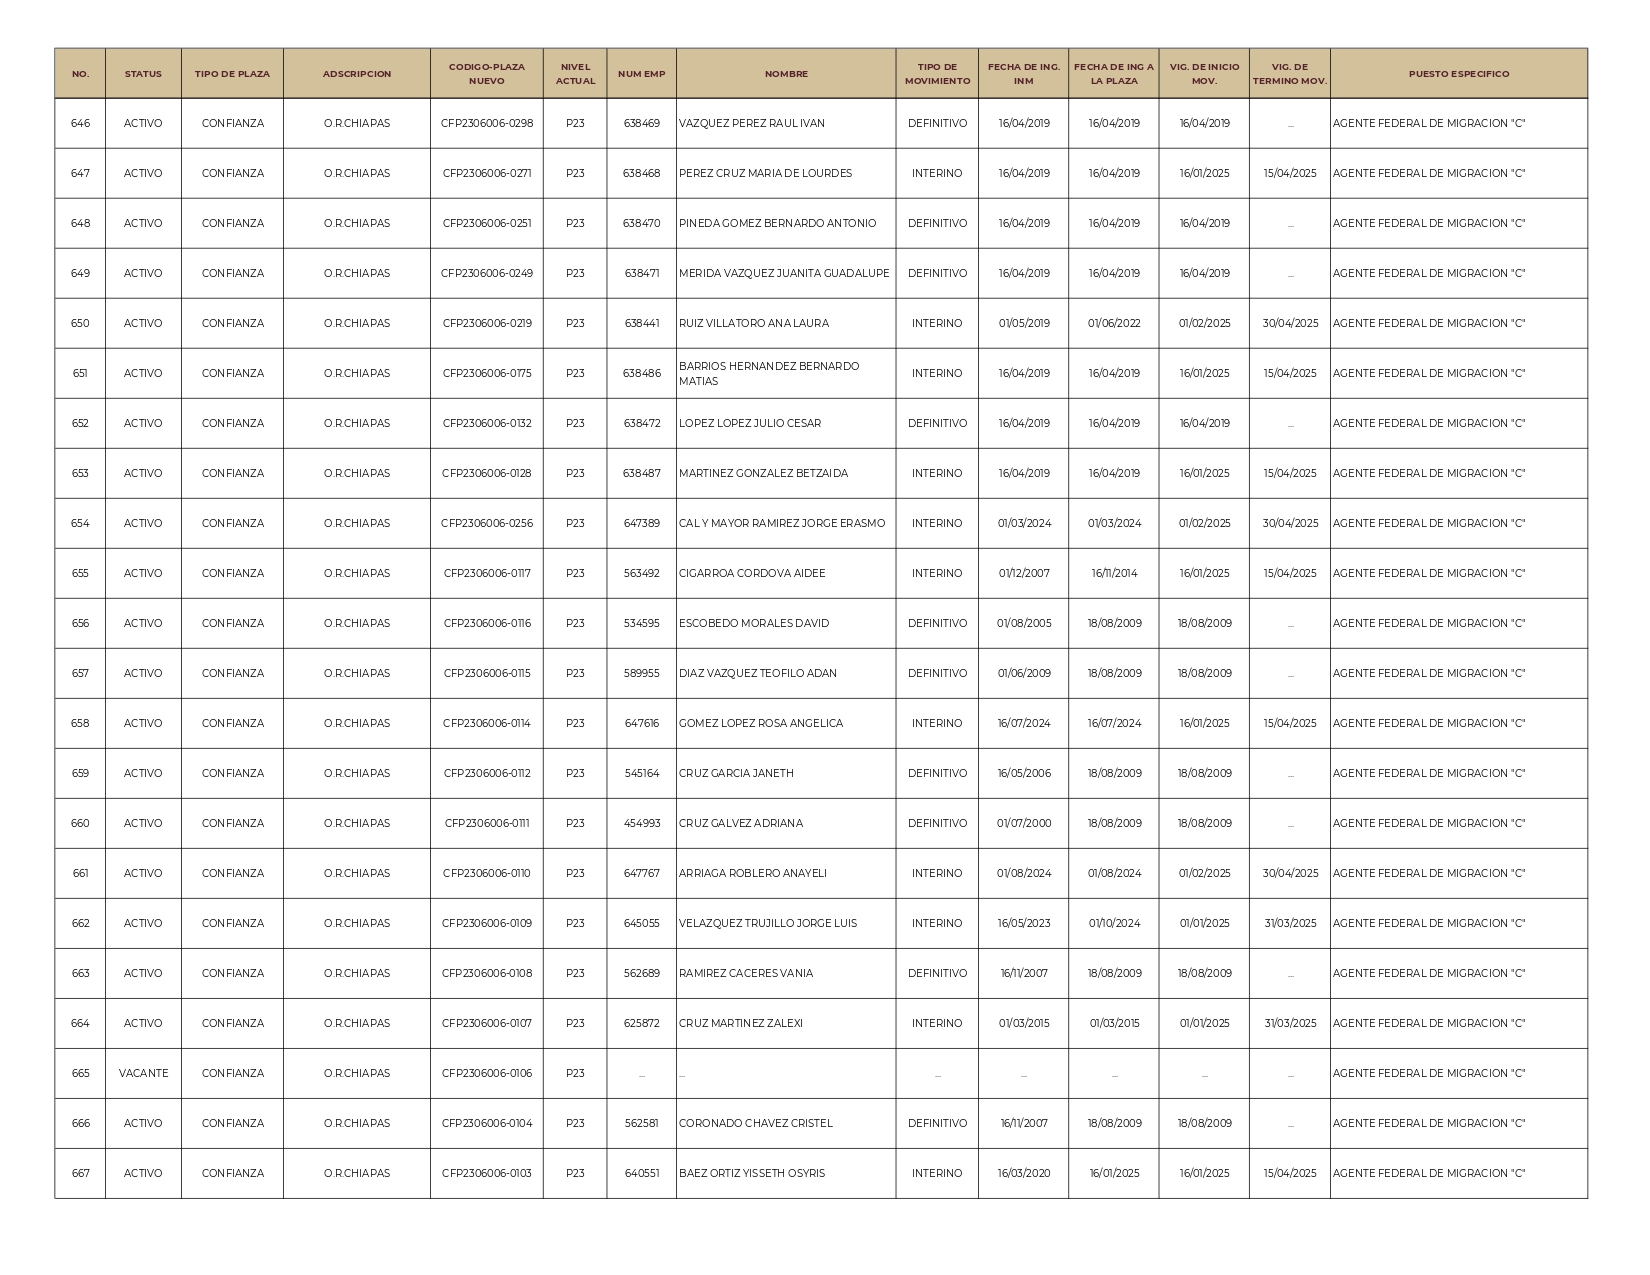 NO. STATUS TIPO DE PLAZA ADSCRIPCION CODIGO-PLAZA NUEVO NIVEL ACTUAL NUM EMP NOMBRE TIPO DE MOVIMIENTO FECHA DE ING. INM FECHA DE ING A LA PLAZA VIG. DE INICIO MOV. VIG. DE TERMINO MOV. PUESTO ESPECIFICO
646 ACTIVO CONFIANZA O.R.CHIAPAS CFP2306006-0298 P23 638469 VAZQUEZ PEREZ RAUL IVAN DEFINITIVO 16/04/2019 16/04/2019 16/04/2019 ... AGENTE FEDERAL DE MIGRACION "C"
647 ACTIVO CONFIANZA O.R.CHIAPAS CFP2306006-0271 P23 638468 PEREZ CRUZ MARIA DE LOURDES INTERINO 16/04/2019 16/04/2019 16/01/2025 15/04/2025 AGENTE FEDERAL DE MIGRACION "C"
648 ACTIVO CONFIANZA O.R.CHIAPAS CFP2306006-0251 P23 638470 PINEDA GOMEZ BERNARDO ANTONIO DEFINITIVO 16/04/2019 16/04/2019 16/04/2019 ... AGENTE FEDERAL DE MIGRACION "C"
649 ACTIVO CONFIANZA O.R.CHIAPAS CFP2306006-0249 P23 638471 MERIDA VAZQUEZ JUANITA GUADALUPE DEFINITIVO 16/04/2019 16/04/2019 16/04/2019 ... AGENTE FEDERAL DE MIGRACION "C"
650 ACTIVO CONFIANZA O.R.CHIAPAS CFP2306006-0219 P23 638441 RUIZ VILLATORO ANA LAURA INTERINO 01/05/2019 01/06/2022 01/02/2025 30/04/2025 AGENTE FEDERAL DE MIGRACION "C"
651 ACTIVO CONFIANZA O.R.CHIAPAS CFP2306006-0175 P23 638486 BARRIOS HERNANDEZ BERNARDO MATIAS INTERINO 16/04/2019 16/04/2019 16/01/2025 15/04/2025 AGENTE FEDERAL DE MIGRACION "C"
652 ACTIVO CONFIANZA O.R.CHIAPAS CFP2306006-0132 P23 638472 LOPEZ LOPEZ JULIO CESAR DEFINITIVO 16/04/2019 16/04/2019 16/04/2019 ... AGENTE FEDERAL DE MIGRACION "C"
653 ACTIVO CONFIANZA O.R.CHIAPAS CFP2306006-0128 P23 638487 MARTINEZ GONZALEZ BETZAIDA INTERINO 16/04/2019 16/04/2019 16/01/2025 15/04/2025 AGENTE FEDERAL DE MIGRACION "C"
654 ACTIVO CONFIANZA O.R.CHIAPAS CFP2306006-0256 P23 647389 CAL Y MAYOR RAMIREZ JORGE ERASMO INTERINO 01/03/2024 01/03/2024 01/02/2025 30/04/2025 AGENTE FEDERAL DE MIGRACION "C"
655 ACTIVO CONFIANZA O.R.CHIAPAS CFP2306006-0117 P23 563492 CIGARROA CORDOVA AIDEE INTERINO 01/12/2007 16/11/2014 16/01/2025 15/04/2025 AGENTE FEDERAL DE MIGRACION "C"
656 ACTIVO CONFIANZA O.R.CHIAPAS CFP2306006-0116 P23 534595 ESCOBEDO MORALES DAVID DEFINITIVO 01/08/2005 18/08/2009 18/08/2009 ... AGENTE FEDERAL DE MIGRACION "C"
657 ACTIVO CONFIANZA O.R.CHIAPAS CFP2306006-0115 P23 589955 DIAZ VAZQUEZ TEOFILO ADAN DEFINITIVO 01/06/2009 18/08/2009 18/08/2009 ... AGENTE FEDERAL DE MIGRACION "C"
658 ACTIVO CONFIANZA O.R.CHIAPAS CFP2306006-0114 P23 647616 GOMEZ LOPEZ ROSA ANGELICA INTERINO 16/07/2024 16/07/2024 16/01/2025 15/04/2025 AGENTE FEDERAL DE MIGRACION "C"
659 ACTIVO CONFIANZA O.R.CHIAPAS CFP2306006-0112 P23 545164 CRUZ GARCIA JANETH DEFINITIVO 16/05/2006 18/08/2009 18/08/2009 ... AGENTE FEDERAL DE MIGRACION "C"
660 ACTIVO CONFIANZA O.R.CHIAPAS CFP2306006-0111 P23 454993 CRUZ GALVEZ ADRIANA DEFINITIVO 01/07/2000 18/08/2009 18/08/2009 ... AGENTE FEDERAL DE MIGRACION "C"
661 ACTIVO CONFIANZA O.R.CHIAPAS CFP2306006-0110 P23 647767 ARRIAGA ROBLERO ANAYELI INTERINO 01/08/2024 01/08/2024 01/02/2025 30/04/2025 AGENTE FEDERAL DE MIGRACION "C"
662 ACTIVO CONFIANZA O.R.CHIAPAS CFP2306006-0109 P23 645055 VELAZQUEZ TRUJILLO JORGE LUIS INTERINO 16/05/2023 01/10/2024 01/01/2025 31/03/2025 AGENTE FEDERAL DE MIGRACION "C"
663 ACTIVO CONFIANZA O.R.CHIAPAS CFP2306006-0108 P23 562689 RAMIREZ CACERES VANIA DEFINITIVO 16/11/2007 18/08/2009 18/08/2009 ... AGENTE FEDERAL DE MIGRACION "C"
664 ACTIVO CONFIANZA O.R.CHIAPAS CFP2306006-0107 P23 625872 CRUZ MARTINEZ ZALEXI INTERINO 01/03/2015 01/03/2015 01/01/2025 31/03/2025 AGENTE FEDERAL DE MIGRACION "C"
665 VACANTE CONFIANZA O.R.CHIAPAS CFP2306006-0106 P23 ... ... ... ... ... ... ... AGENTE FEDERAL DE MIGRACION "C"
666 ACTIVO CONFIANZA O.R.CHIAPAS CFP2306006-0104 P23 562581 CORONADO CHAVEZ CRISTEL DEFINITIVO 16/11/2007 18/08/2009 18/08/2009 ... AGENTE FEDERAL DE MIGRACION "C"
667 ACTIVO CONFIANZA O.R.CHIAPAS CFP2306006-0103 P23 640551 BAEZ ORTIZ YISSETH OSYRIS INTERINO 16/03/2020 16/01/2025 16/01/2025 15/04/2025 AGENTE FEDERAL DE MIGRACION "C"